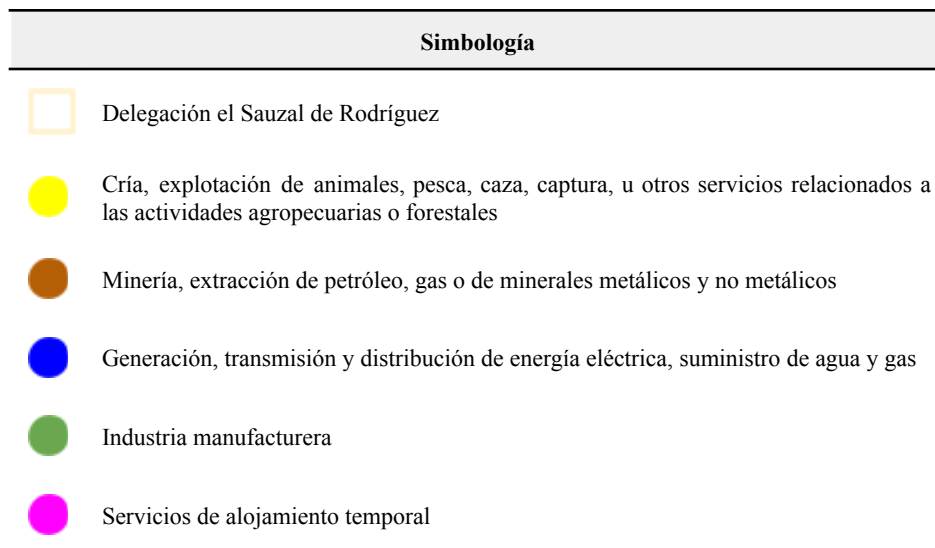 Simbología
Delegación el Sauzal de Rodríguez
Cría, explotación de animales, pesca, caza, captura, u otros servicios relacionados a
las actividades agropecuarias o forestales
Minería, extracción de petróleo, gas o de minerales metálicos y no metálicos
Generación, transmisión y distribución de energía eléctrica, suministro de agua y gas
Industria manufacturera
Servicios de alojamiento temporal